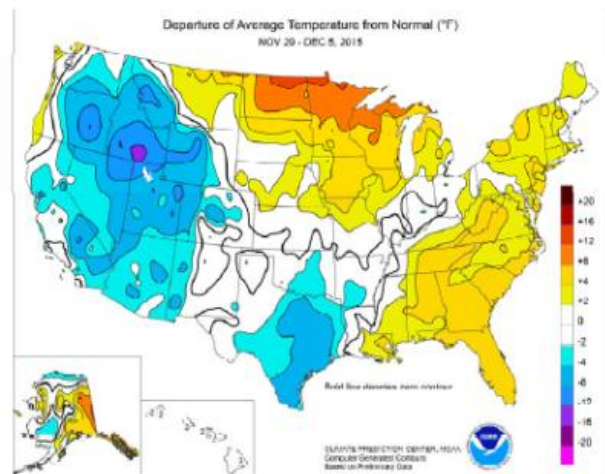 Departure of Average Temperature from Normal (°F)
NOV 29 - DEC 5, 2015
+20
+16
+12
+8
+4
+2
0
-2
-4
-8
-12
-16
-20
Bold line denotes zero contour
CLIMATE PREDICTION CENTER, NOAA
Computer Generated Contours
Based on Preliminary Data